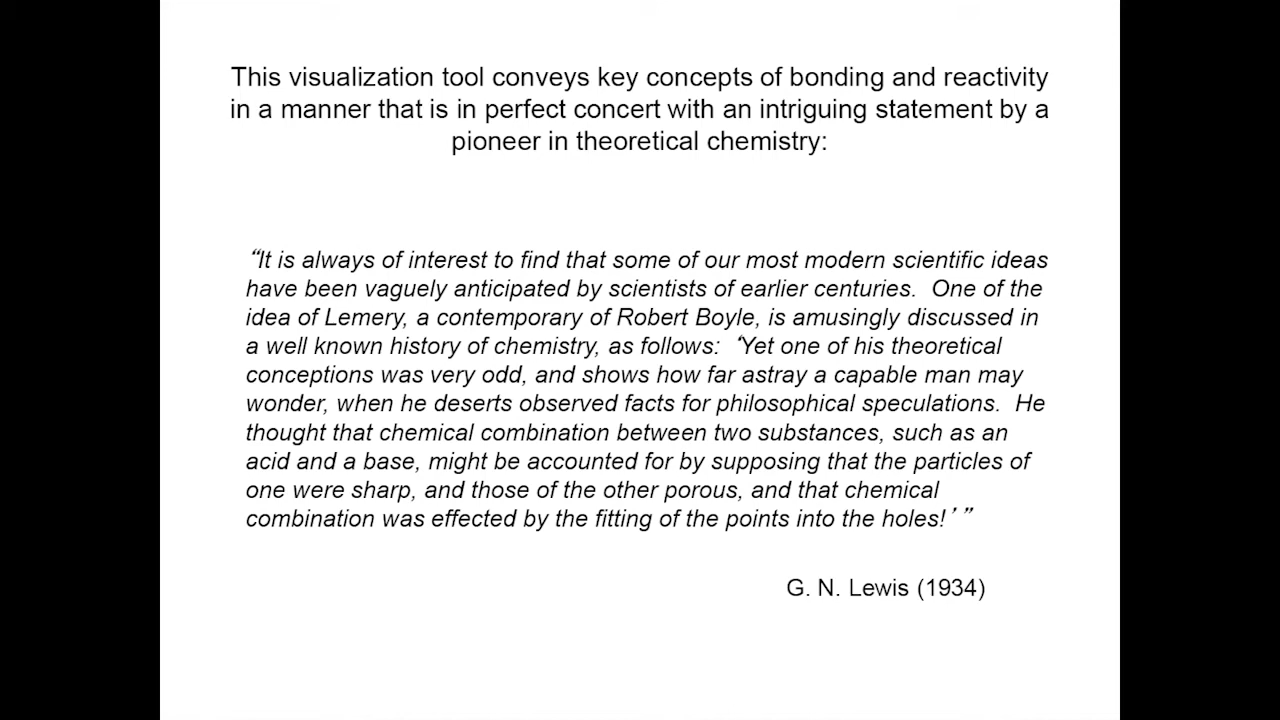 This visualization tool conveys key concepts of bonding and reactivity
in a manner that is in perfect concert with an intriguing statement by a
pioneer in theoretical chemistry:
“It is always of interest to find that some of our most modern scientific ideas
have been vaguely anticipated by scientists of earlier centuries.  One of the
idea of Lemery, a contemporary of Robert Boyle, is amusingly discussed in
a well known history of chemistry, as follows:  ‘Yet one of his theoretical
conceptions was very odd, and shows how far astray a capable man may
wonder, when he deserts observed facts for philosophical speculations.  He
thought that chemical combination between two substances, such as an
acid and a base, might be accounted for by supposing that the particles of
one were sharp, and those of the other porous, and that chemical
combination was effected by the fitting of the points into the holes!’”
G. N. Lewis (1934)